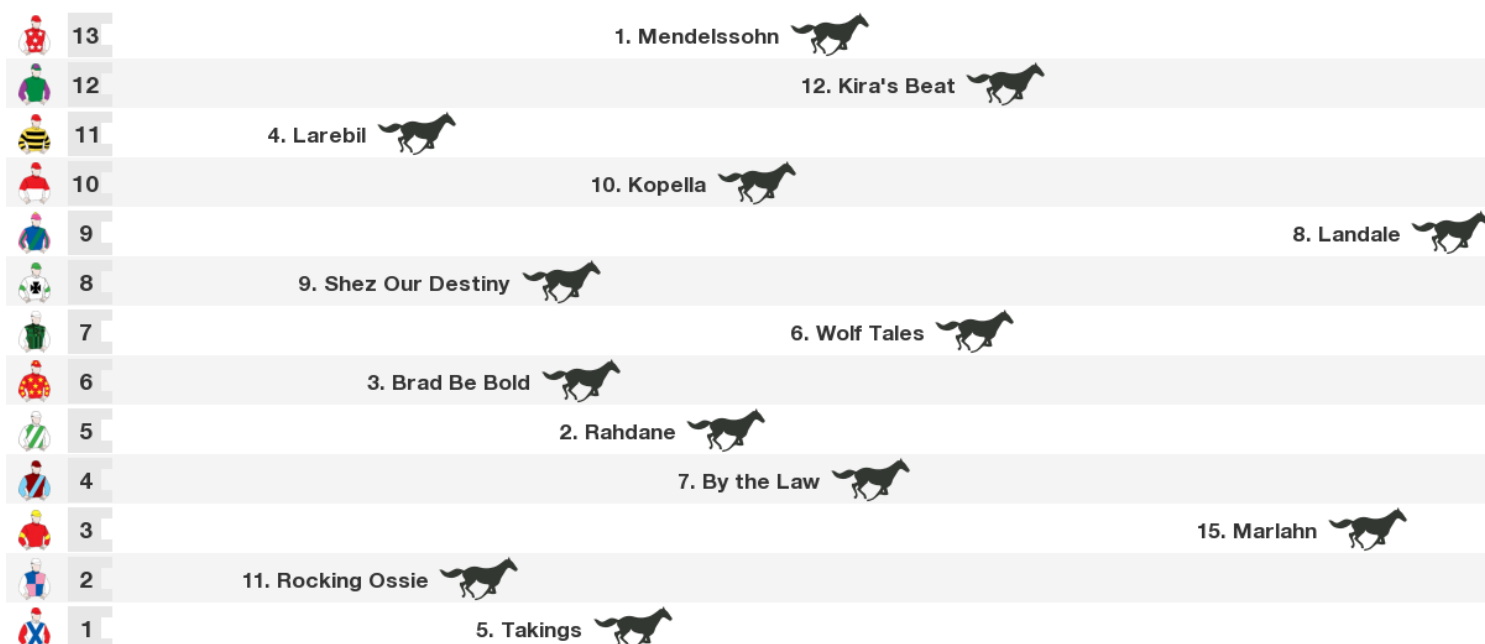 13 1. Mendelssohn
12 12. Kira's Beat
11 4. Larebil
10 10. Kopella
9 8. Landale
8 9. Shez Our Destiny
7 6. Wolf Tales
6 3. Brad Be Bold
5 2. Rahdane
4 7. By the Law
3 15. Marlahn
2 11. Rocking Ossie
1 5. Takings